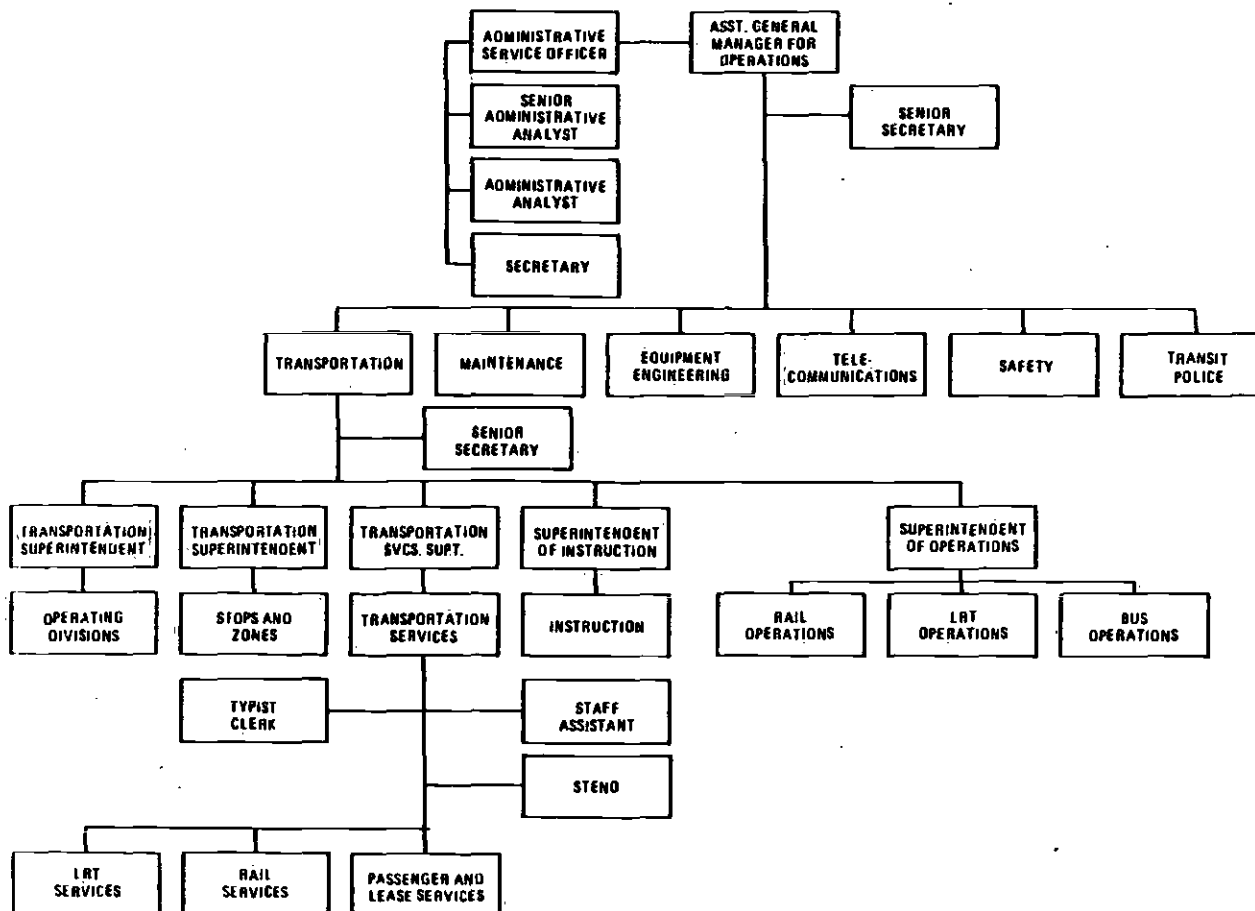 ADMINISTRATIVE
SERVICE OFFICER
ASST. GENERAL
MANAGER FOR
OPERATIONS
SENIOR
ADMINISTRATIVE
ANALYST
SENIOR
SECRETARY
ADMINISTRATIVE
ANALYST
SECRETARY
TRANSPORTATION
MAINTENANCE
EQUIPMENT
ENGINEERING
TELE-
COMMUNICATIONS
SAFETY
TRANSIT
POLICE
SENIOR
SECRETARY
TRANSPORTATION
SUPERINTENDENT
TRANSPORTATION
SUPERINTENDENT
TRANSPORTATION
SVCS. SUPT.
SUPERINTENDENT
OF INSTRUCTION
SUPERINTENDENT
OF OPERATIONS
OPERATING
DIVISIONS
STOPS AND
ZONES
TRANSPORTATION
SERVICES
INSTRUCTION
RAIL
OPERATIONS
LRT
OPERATIONS
BUS
OPERATIONS
TYPIST
CLERK
STAFF
ASSISTANT
STENO
LRT
SERVICES
RAIL
SERVICES
PASSENGER AND
LEASE SERVICES